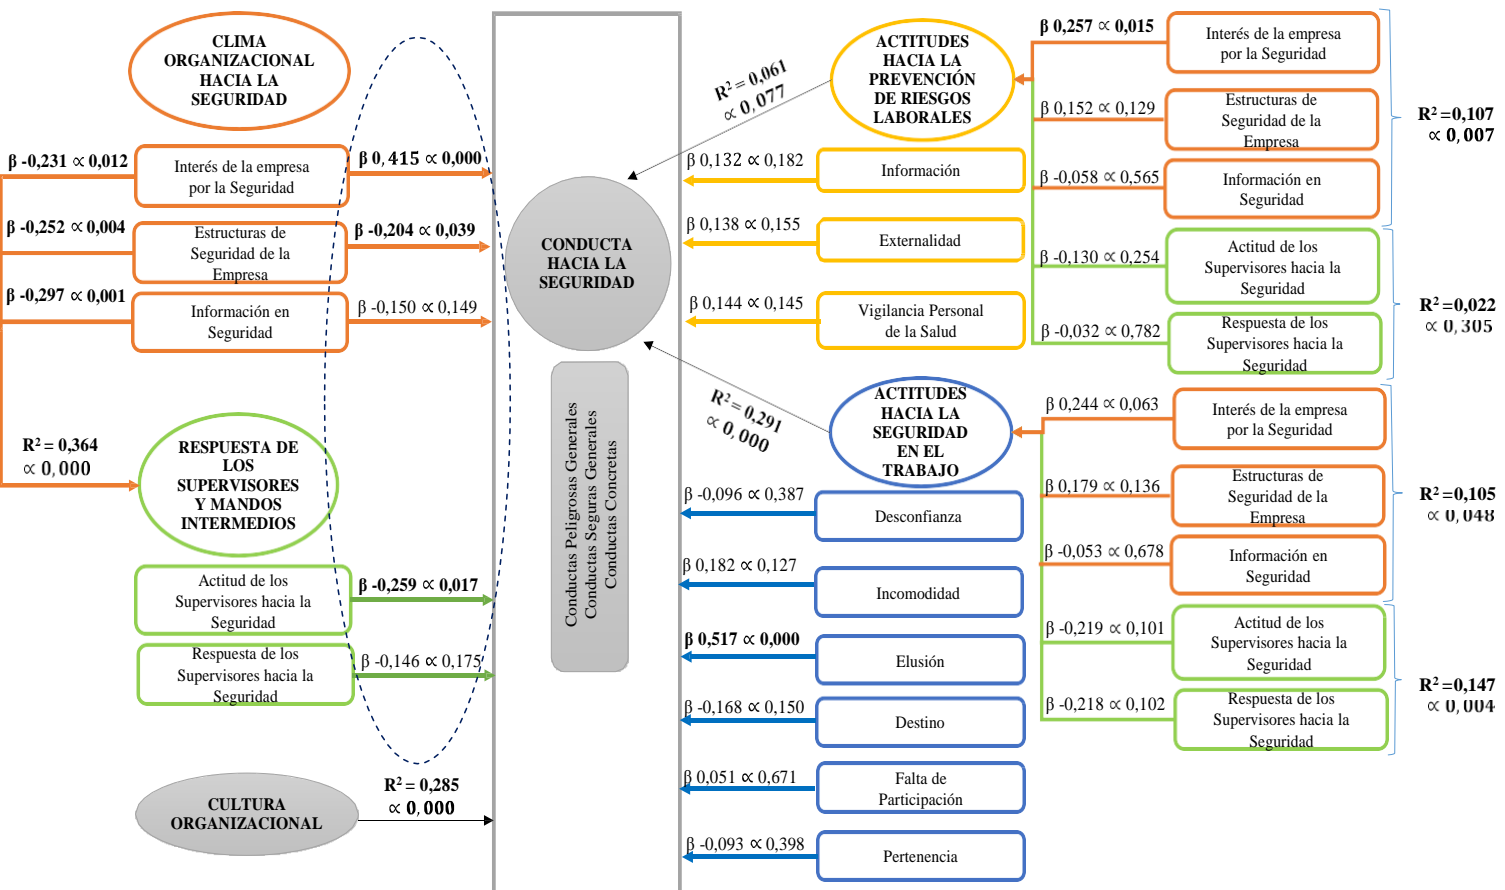 CLIMA
ORGANIZACIONAL
HACIA LA
SEGURIDAD
β -0,231 ∝ 0,012
Interés de la empresa
por la Seguridad
β 0,415 ∝ 0,000
β -0,252 ∝ 0,004
Estructuras de
Seguridad de la
Empresa
β -0,204 ∝ 0,039
β -0,297 ∝ 0,001
Información en
Seguridad
β -0,150 ∝ 0,149
R² = 0,364
∝ 0,000
RESPUESTA DE
LOS
SUPERVISORES
Y MANDOS
INTERMEDIOS
Actitud de los
Supervisores hacia la
Seguridad
β -0,259 ∝ 0,017
Respuesta de los
Supervisores hacia la
Seguridad
β -0,146 ∝ 0,175
CULTURA
ORGANIZACIONAL
R² = 0,285
∝ 0,000
CONDUCTA
HACIA LA
SEGURIDAD
Conductas Peligrosas Generales
Conductas Seguras Generales
Conductas Concretas
R² = 0,061
∝ 0,077
ACTITUDES
HACIA LA
PREVENCIÓN
DE RIESGOS
LABORALES
β 0,132 ∝ 0,182
Información
β 0,138 ∝ 0,155
Externalidad
β 0,144 ∝ 0,145
Vigilancia Personal
de la Salud
R² = 0,291
∝ 0,000
ACTITUDES
HACIA LA
SEGURIDAD
EN EL
TRABAJO
β -0,096 ∝ 0,387
Desconfianza
β 0,182 ∝ 0,127
Incomodidad
β 0,517 ∝ 0,000
Elusión
β -0,168 ∝ 0,150
Destino
β 0,051 ∝ 0,671
Falta de
Participación
β -0,093 ∝ 0,398
Pertenencia
β 0,257 ∝ 0,015
Interés de la empresa
por la Seguridad
β 0,152 ∝ 0,129
Estructuras de
Seguridad de la
Empresa
β -0,058 ∝ 0,565
Información en
Seguridad
R² =0,107
∝ 0,007
β -0,130 ∝ 0,254
Actitud de los
Supervisores hacia la
Seguridad
β -0,032 ∝ 0,782
Respuesta de los
Supervisores hacia la
Seguridad
R² =0,022
∝ 0,305
β 0,244 ∝ 0,063
Interés de la empresa
por la Seguridad
β 0,179 ∝ 0,136
Estructuras de
Seguridad de la
Empresa
β -0,053 ∝ 0,678
Información en
Seguridad
R² =0,105
∝ 0,048
β -0,219 ∝ 0,101
Actitud de los
Supervisores hacia la
Seguridad
β -0,218 ∝ 0,102
Respuesta de los
Supervisores hacia la
Seguridad
R² =0,147
∝ 0,004